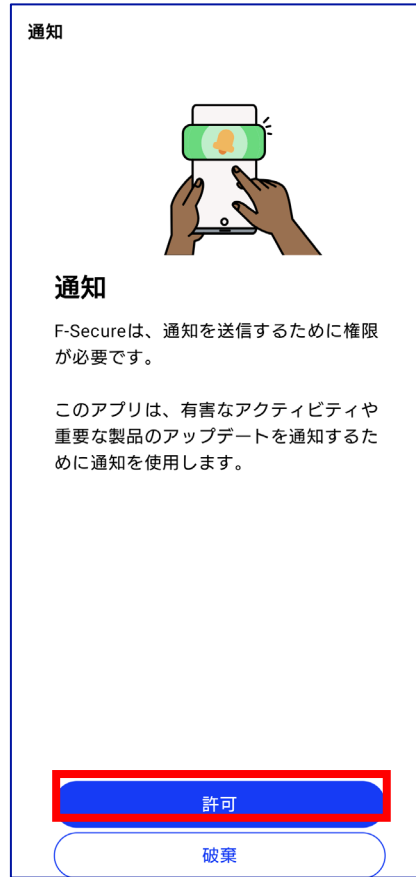 通知
通知
F-Secureは、通知を送信するために権限
が必要です。
このアプリは、有害なアクティビティや
重要な製品のアップデートを通知するた
めに通知を使用します。
許可
破棄